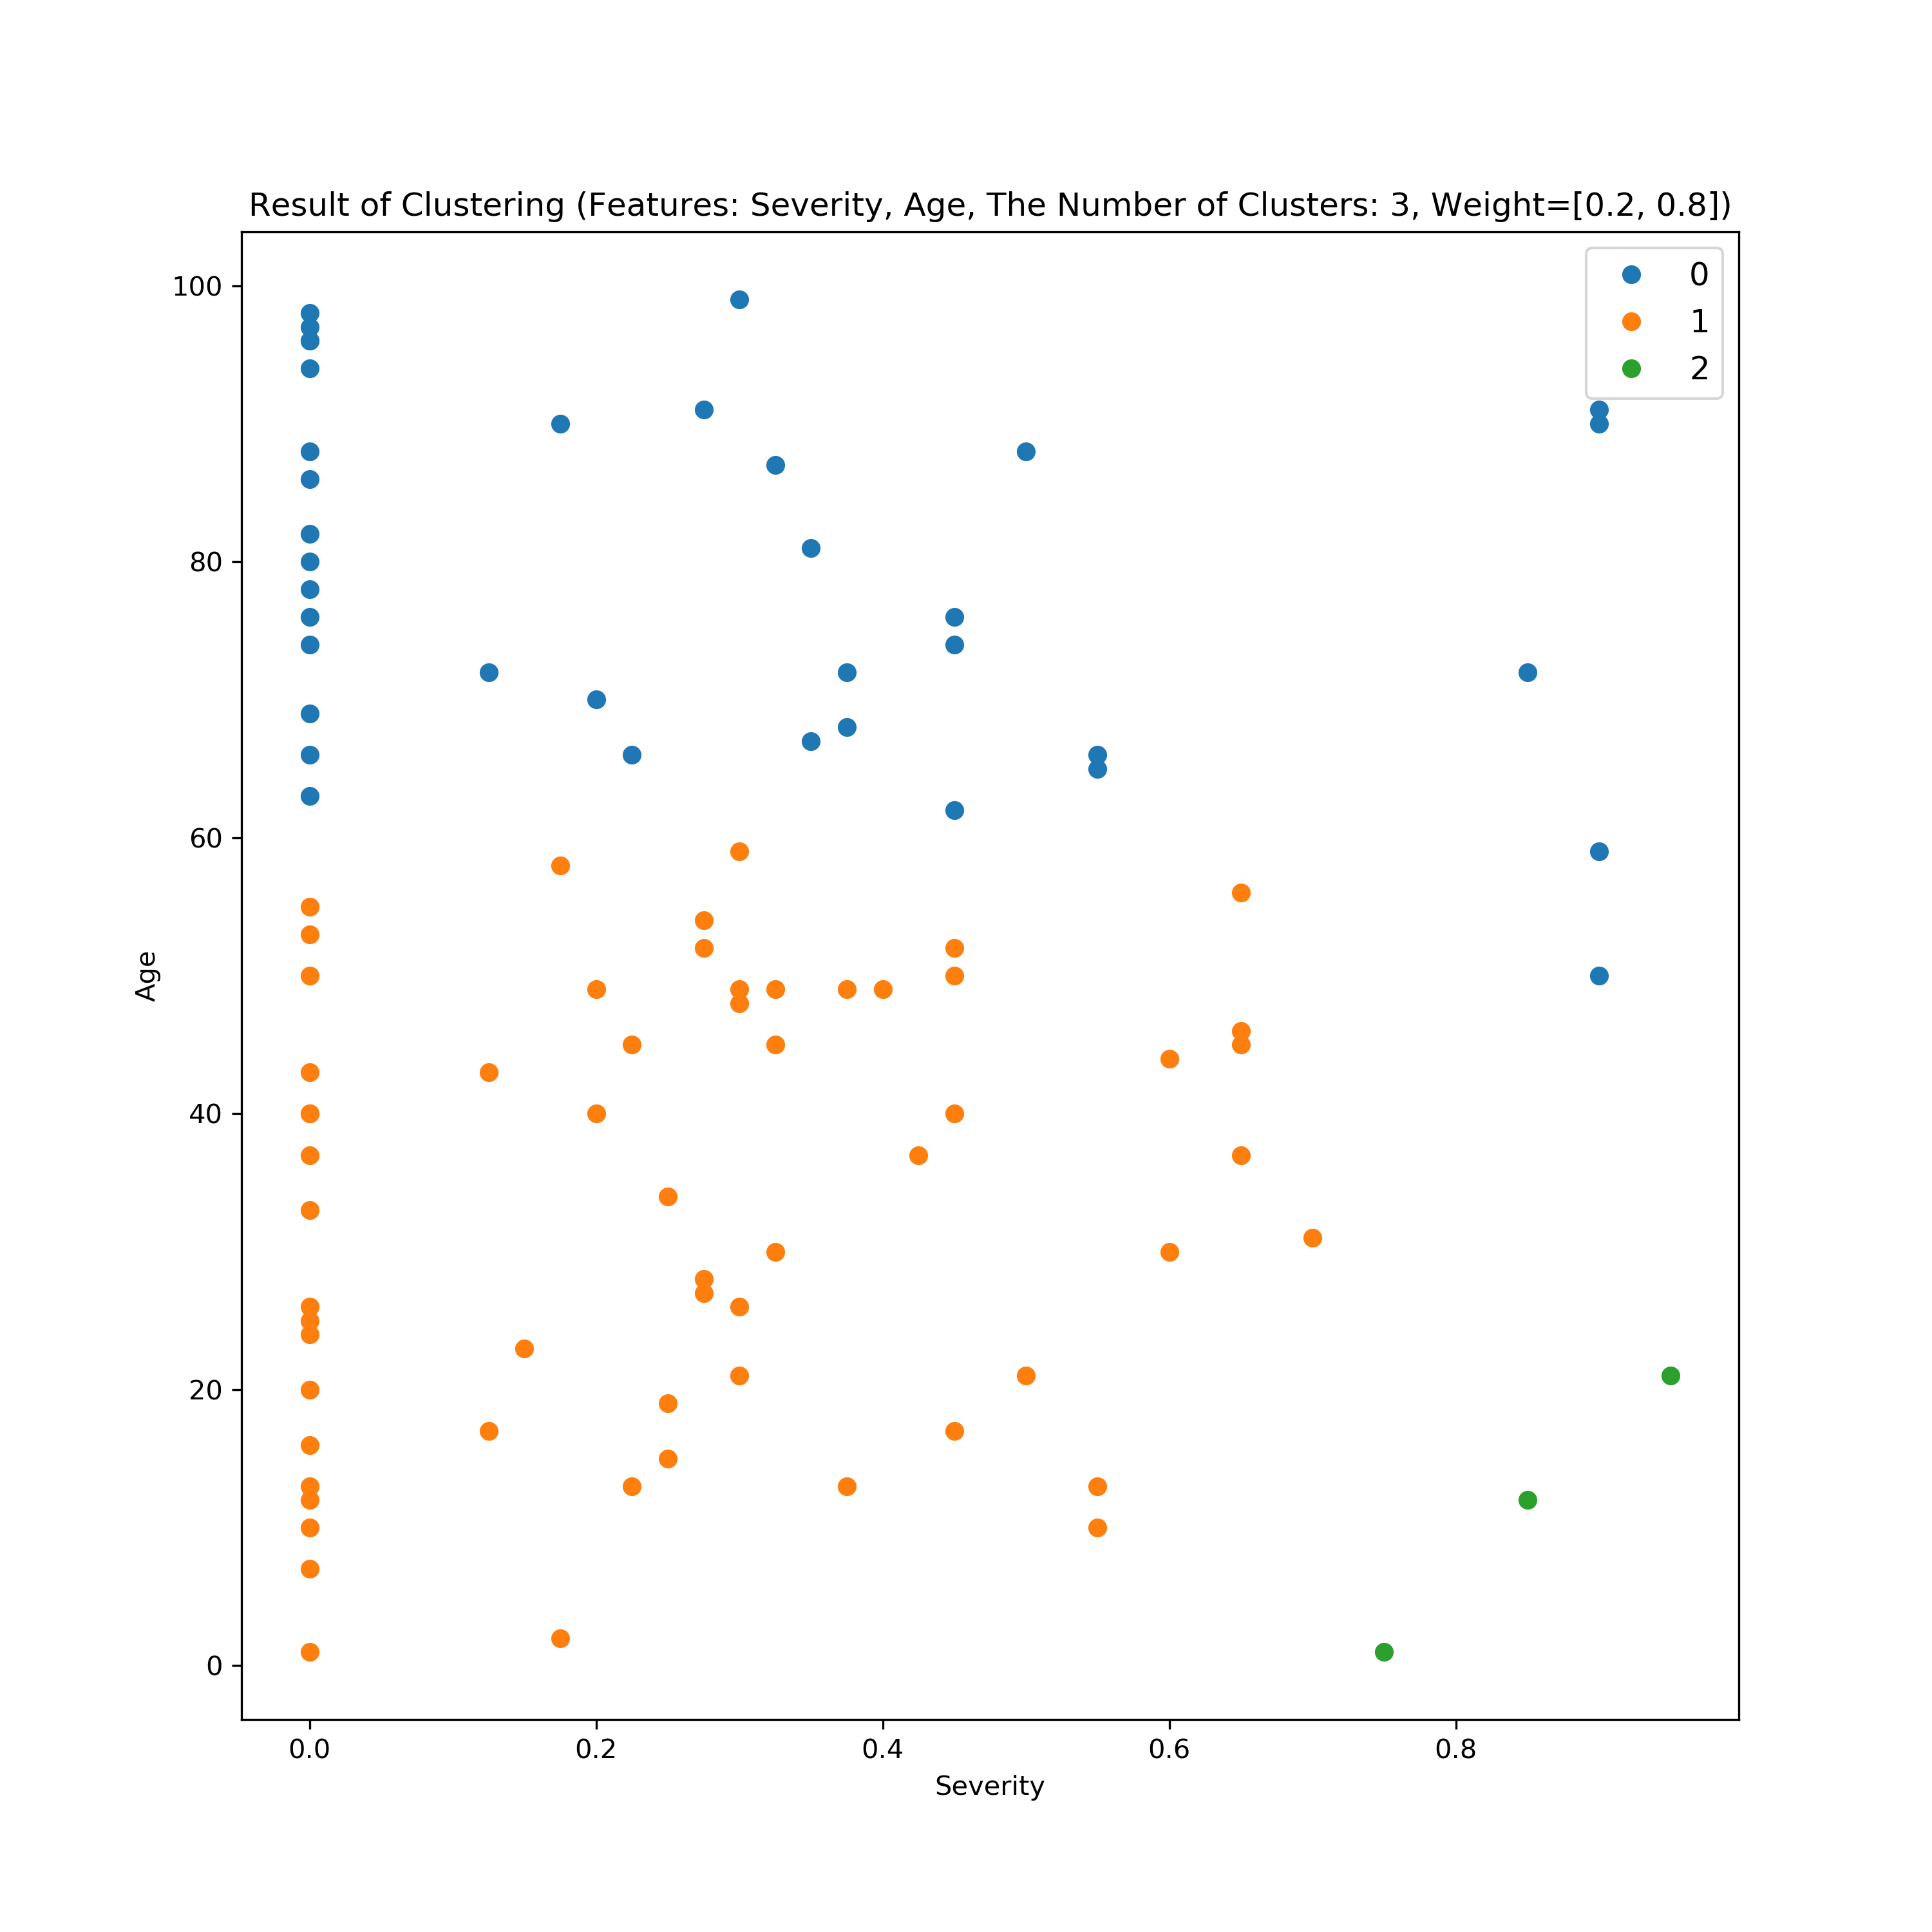 Result of Clustering (Features: Severity, Age, The Number of Clusters: 3, Weight=[0.2, 0.8])
0
1
2
100
80
60
40
20
0
Age
0.0 0.2 0.4 0.6 0.8
Severity